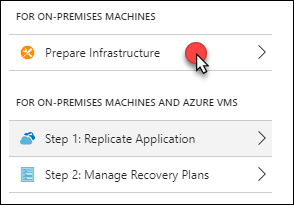 FOR ON-PREMISES MACHINES
Prepare Infrastructure
FOR ON-PREMISES MACHINES AND AZURE VMS
Step 1: Replicate Application
Step 2: Manage Recovery Plans